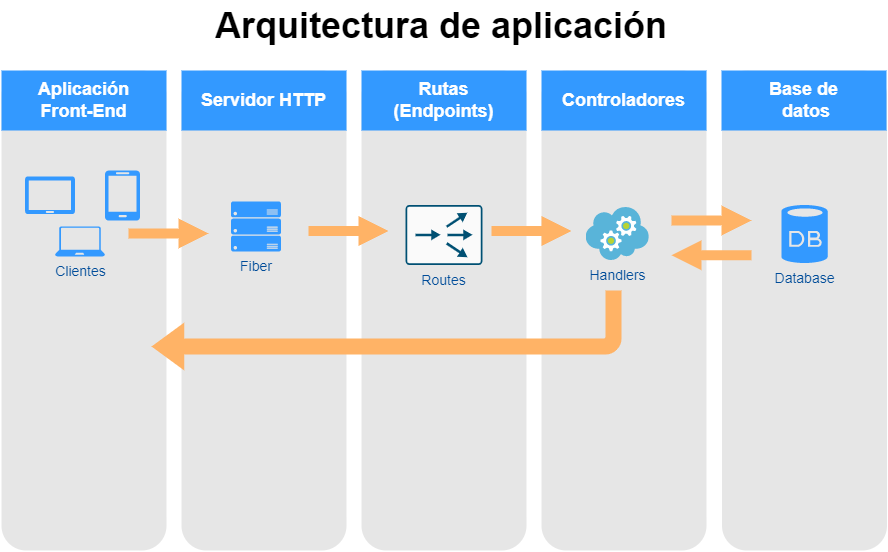 Arquitectura de aplicación
Aplicación
Front-End
Servidor HTTP
Rutas
(Endpoints)
Controladores
Base de
datos
Clientes
Fiber
Routes
Handlers
DB
Database